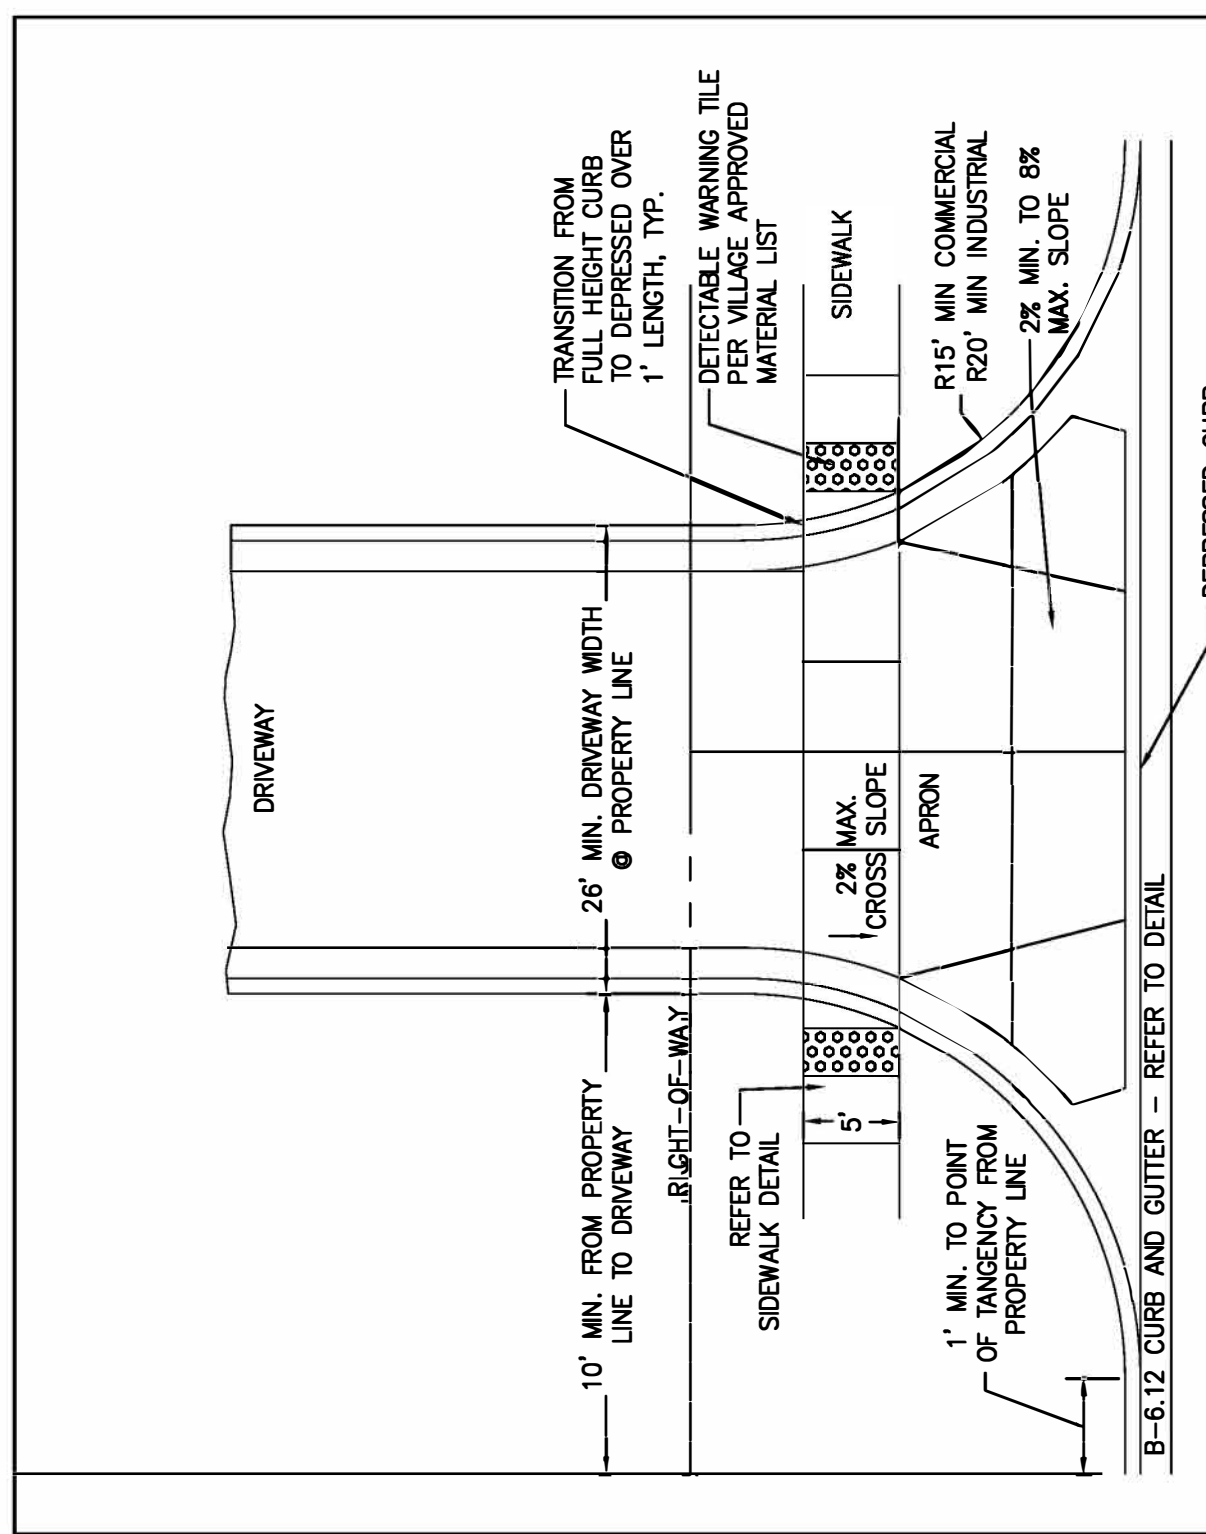 DRIVEWAY
TRANSITION FROM
FULL HEIGHT CURB
TO DEPRESSED OVER
1' LENGTH, TYP.
26' MIN. DRIVEWAY WIDTH
@ PROPERTY LINE
10' MIN. FROM PROPERTY
LINE TO DRIVEWAY
RIGHT-OF-WAY
DETECTABLE WARNING TILE
PER VILLAGE APPROVED
MATERIAL LIST
REFER TO
SIDEWALK DETAIL
SIDEWALK
5'
2% MAX.
CROSS SLOPE
APRON
R15' MIN COMMERCIAL
R20' MIN INDUSTRIAL
2% MIN. TO 8%
MAX. SLOPE
1' MIN. TO POINT
OF TANGENCY FROM
PROPERTY LINE
B-6.12 CURB AND GUTTER - REFER TO DETAIL